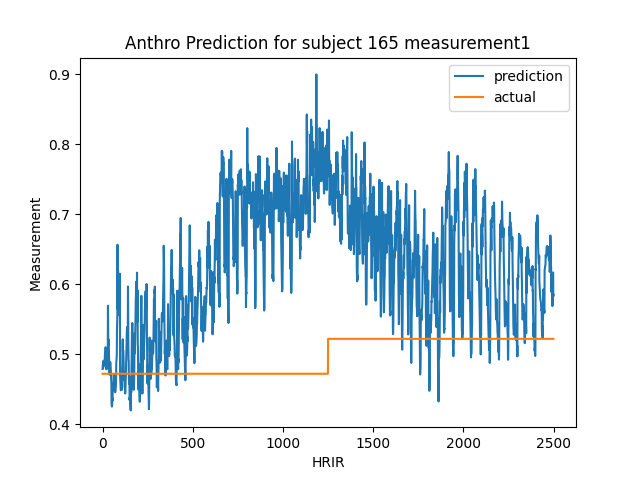 Anthro Prediction for subject 165 measurement1
prediction
actual
0.9
0.8
0.7
0.6
0.5
0.4
Measurement
0
500
1000
1500
2000
2500
HRIR